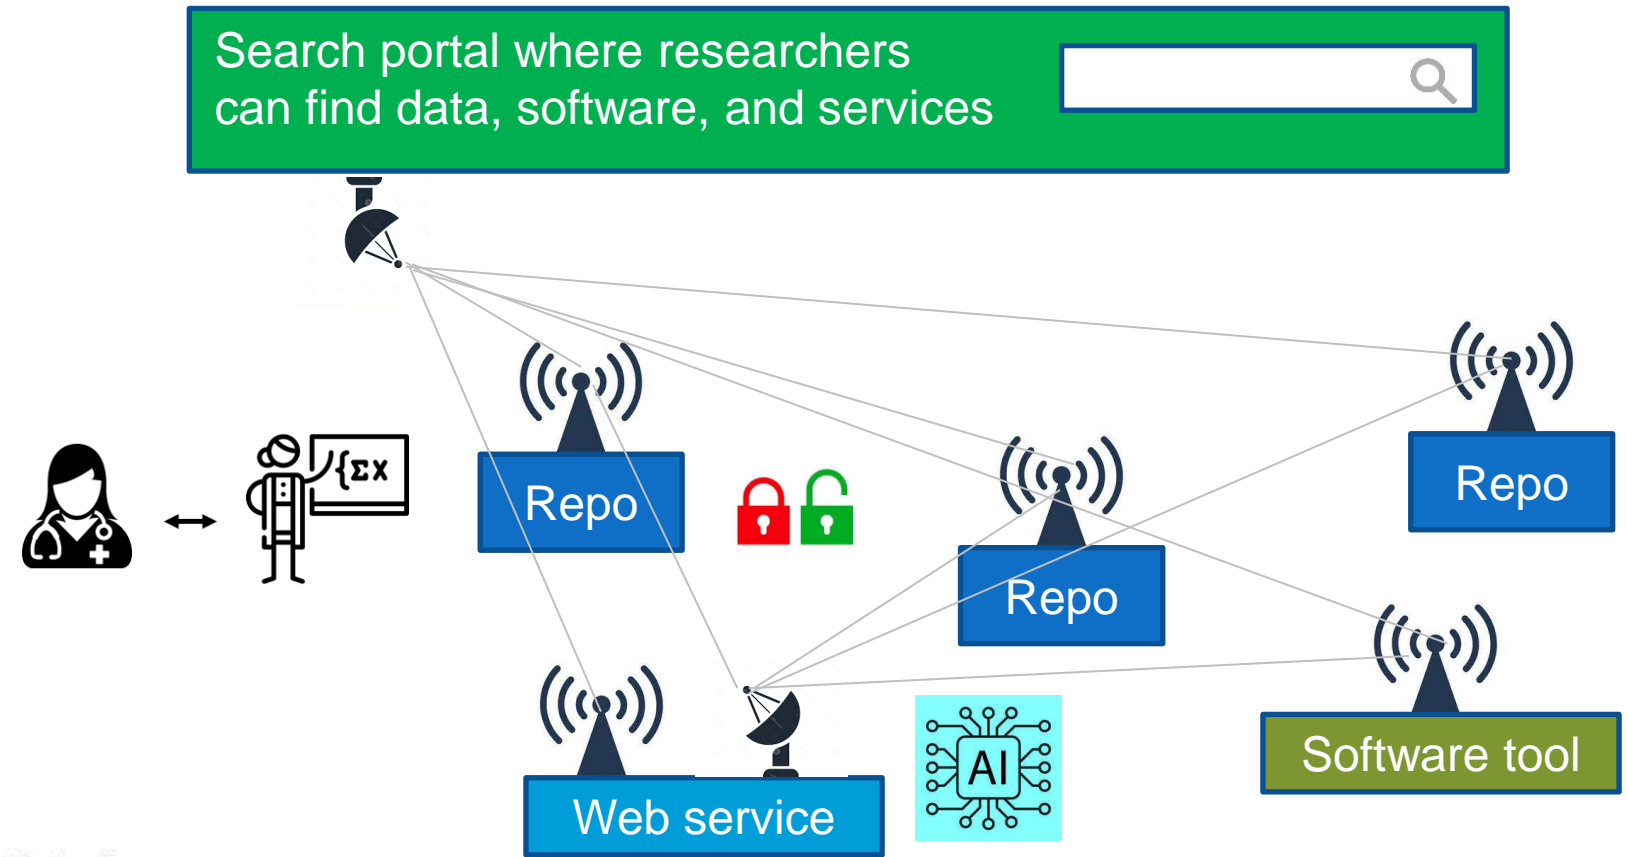 Search portal where researchers
can find data, software, and services
{ΣX
Repo
Repo
Repo
Software tool
AI
Web service